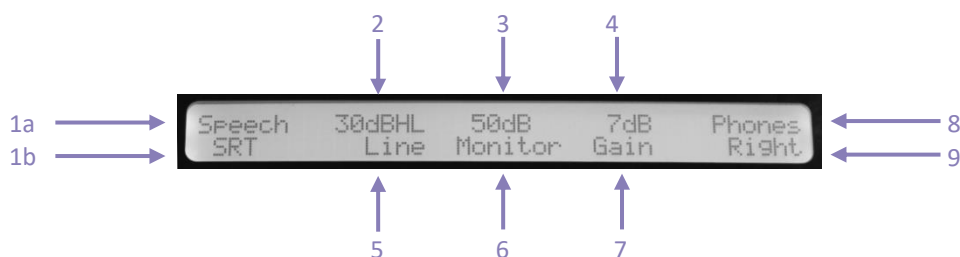 2 3 4
1a Speech 30dBHL 50dB 7dB Phones 8
1b SRT Line Monitor Gain Right 9
5 6 7